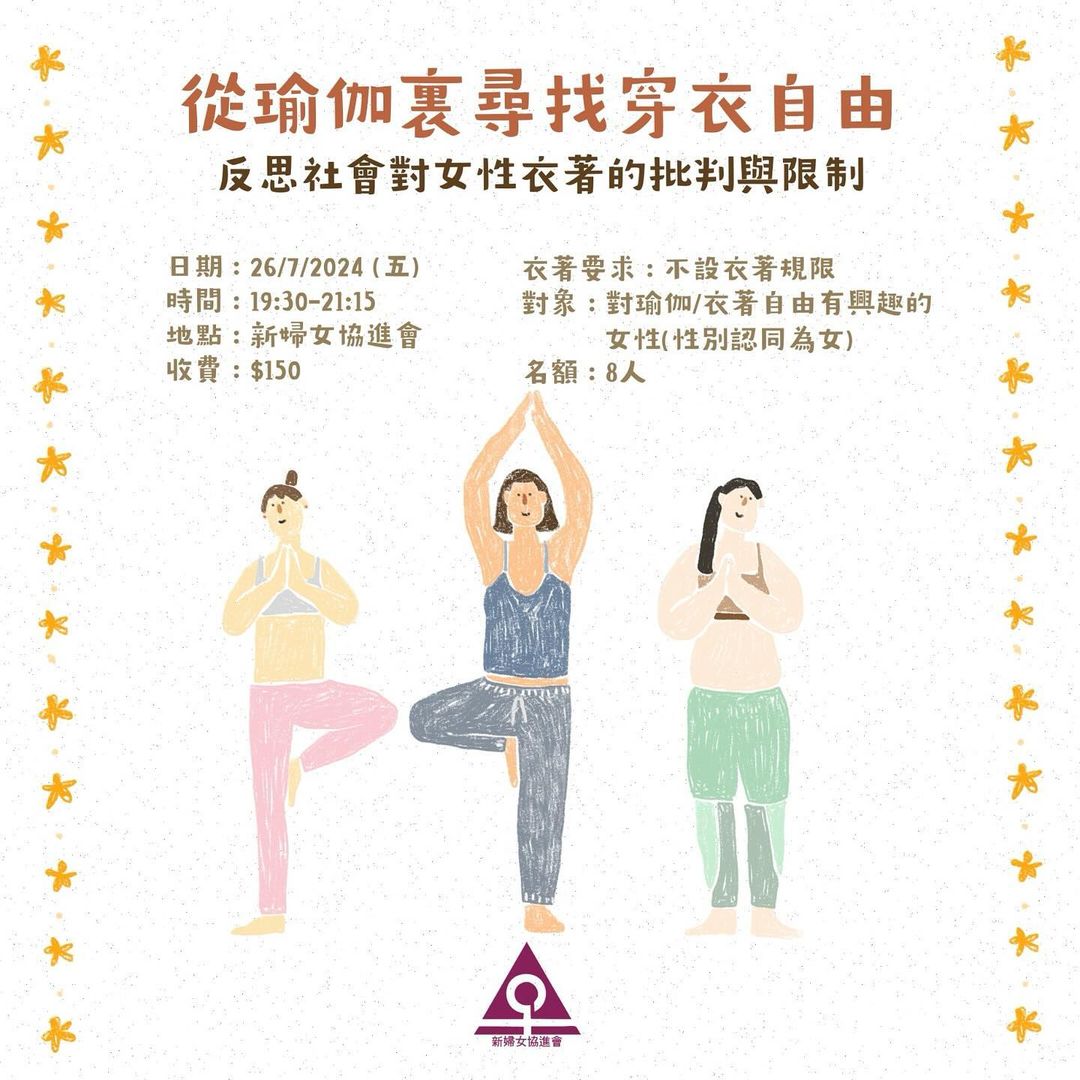 從瑜伽裏尋找穿衣自由
反思社會對女性衣著的批判與限制
日期：26/7/2024 (五)
時間：19:30-21:15
地點：新婦女協進會
收費：$150
衣著要求：不設衣著規限
對象：對瑜伽/衣著自由有興趣的
女性(性別認同為女)
名額：8人
新婦女協進會